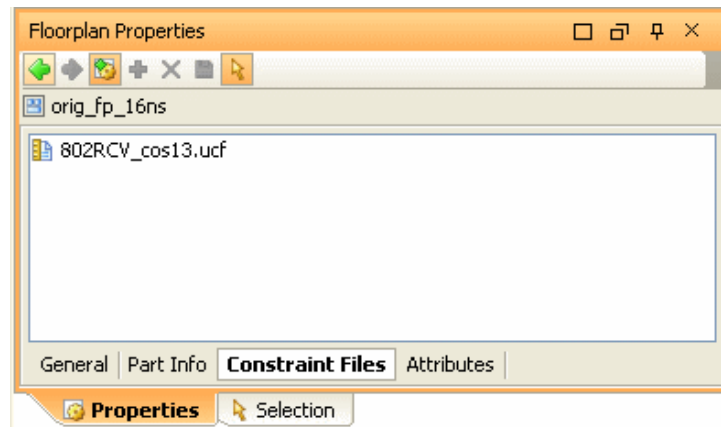 Floorplan Properties
orig_fp_16ns
802RCV_cos13.ucf
General Part Info Constraint Files Attributes
Properties Selection